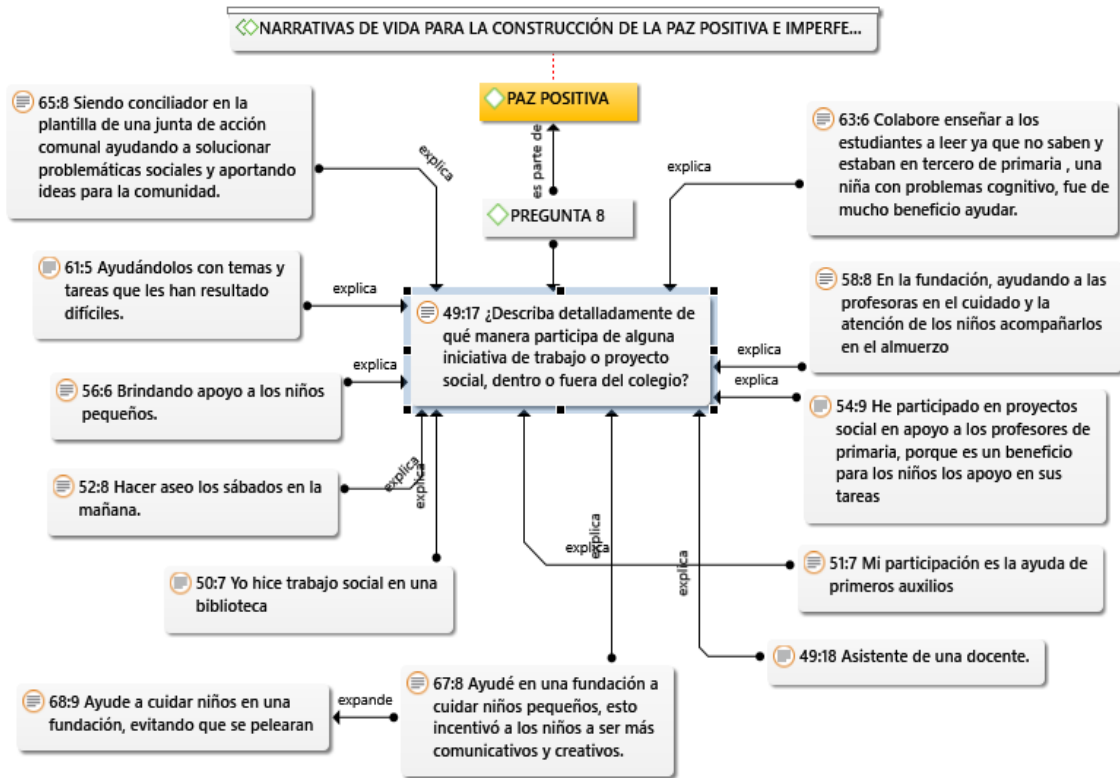 NARRATIVAS DE VIDA PARA LA CONSTRUCCIÓN DE LA PAZ POSITIVA E IMPERFE...
PAZ POSITIVA
es parte de
PREGUNTA 8
65:8 Siendo conciliador en la
plantilla de una junta de acción
comunal ayudando a solucionar
problemáticas sociales y aportando
ideas para la comunidad.
explica
63:6 Colabore enseñar a los
estudiantes a leer ya que no saben y
estaban en tercero de primaria , una
niña con problemas cognitivo, fue de
mucho beneficio ayudar.
explica
61:5 Ayudándolos con temas y
tareas que les han resultado
difíciles.
explica
49:17 ¿Describa detalladamente de
qué manera participa de alguna
iniciativa de trabajo o proyecto
social, dentro o fuera del colegio?
58:8 En la fundación, ayudando a las
profesoras en el cuidado y la
atención de los niños acompañarlos
en el almuerzo
explica
56:6 Brindando apoyo a los niños
pequeños.
explica
54:9 He participado en proyectos
social en apoyo a los profesores de
primaria, porque es un beneficio
para los niños los apoyo en sus
tareas
explica
52:8 Hacer aseo los sábados en la
mañana.
explica
50:7 Yo hice trabajo social en una
biblioteca
explica
51:7 Mi participación es la ayuda de
primeros auxilios
explica
49:18 Asistente de una docente.
explica
67:8 Ayudé en una fundación a
cuidar niños pequeños, esto
incentivó a los niños a ser más
comunicativos y creativos.
explica
expande
68:9 Ayude a cuidar niños en una
fundación, evitando que se pelearan